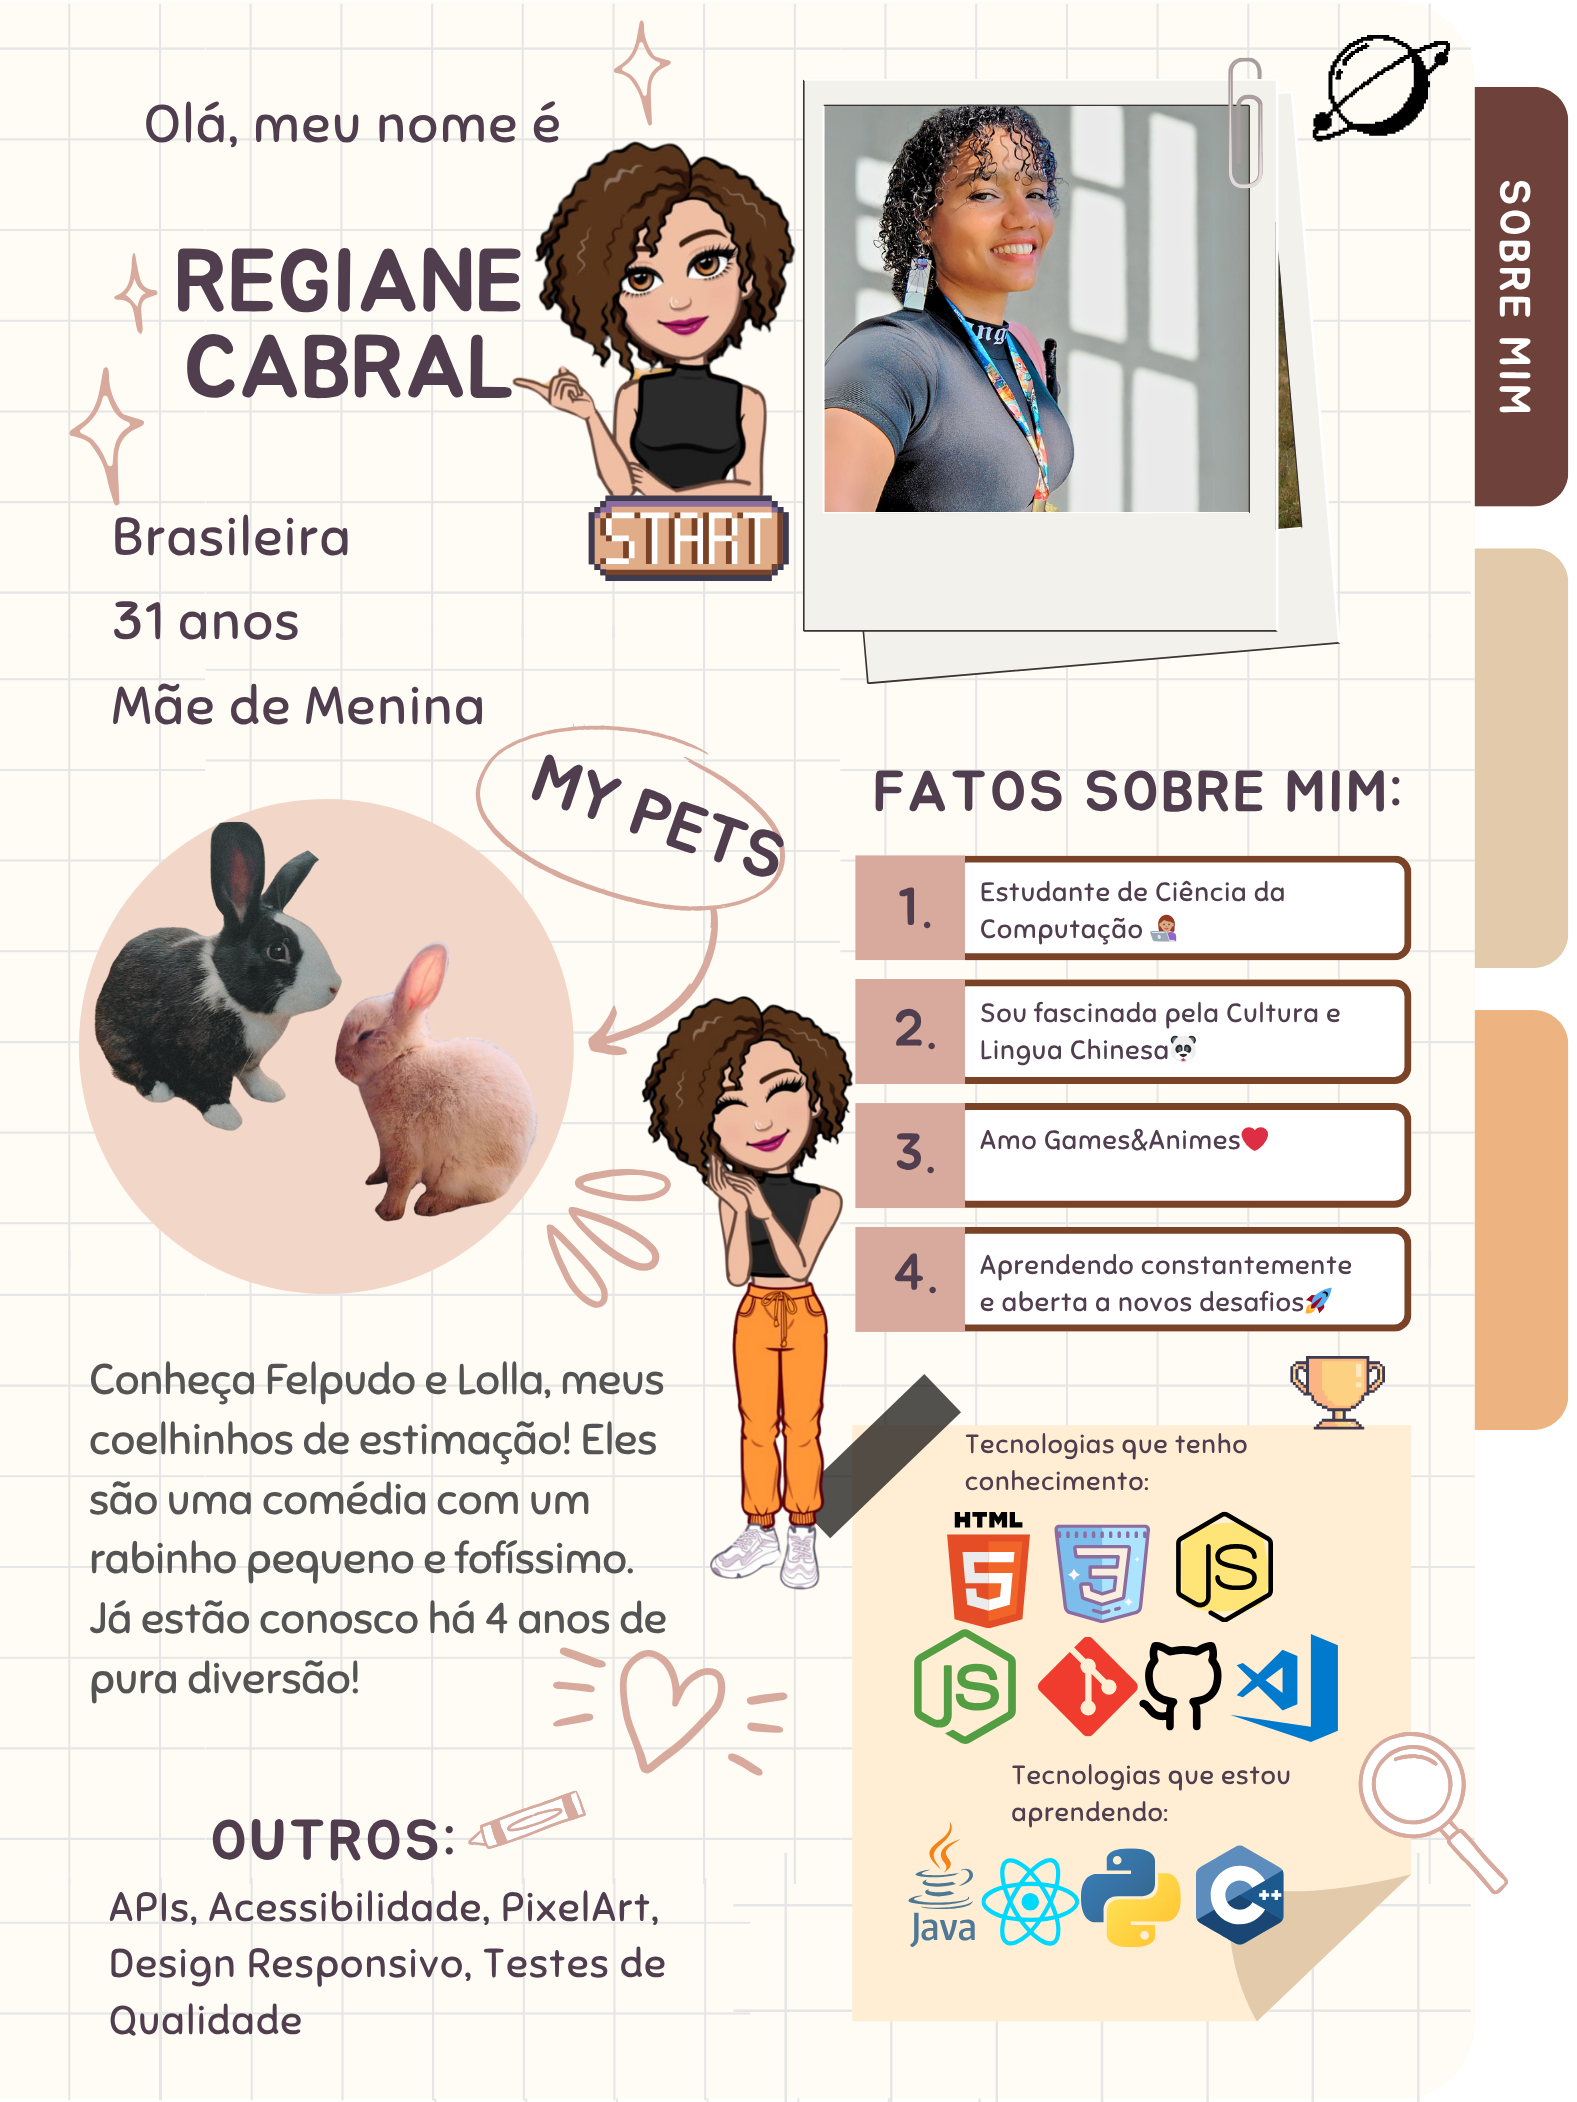 Olá, meu nome é
REGIANE
CABRAL
START
ng
SOBRE MIM
Brasileira
31 anos
Mãe de Menina
MY PETS
FATOS SOBRE MIM:
1.
Estudante de Ciência da
Computação
2.
Sou fascinada pela Cultura e
Lingua Chinesa
3.
Amo Games&Animes
4.
Aprendendo constantemente
e aberta a novos desafios
Conheça Felpudo e Lolla, meus
coelhinhos de estimação! Eles
são uma comédia com um
rabinho pequeno e fofíssimo.
Já estão conosco há 4 anos de
pura diversão!
Tecnologias que tenho
conhecimento:
HTML
5
3
JS
JS
Tecnologias que estou
aprendendo:
Java
C++
OUTROS:
APIs, Acessibilidade, PixelArt,
Design Responsivo, Testes de
Qualidade